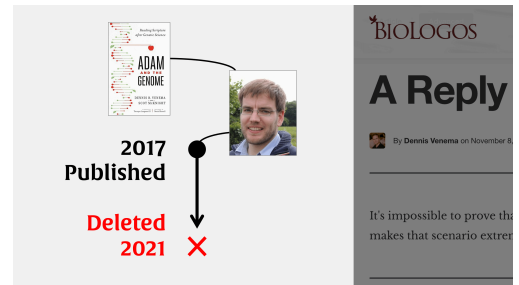 Reading Scripture
after Genetic Science
ADAM
AND THE
GENOME
DENNIS R. VENEMA
SCOT McKNIGHT
2017
Published
Deleted
2021
BIOLOGOS
A Reply
By Dennis Venema on November 8,
It's impossible to prove tha
makes that scenario extren